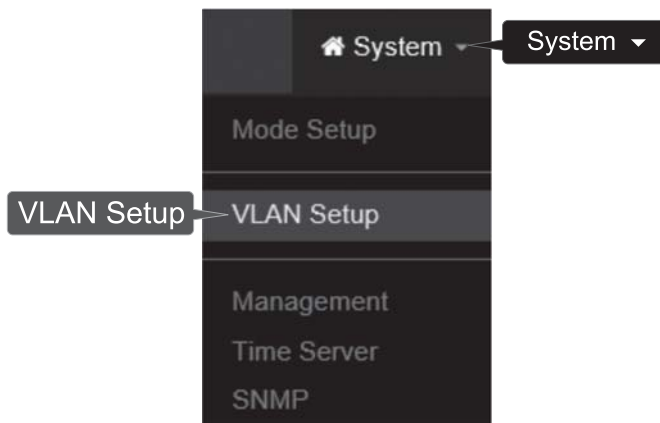 System
System
Mode Setup
VLAN Setup
VLAN Setup
Management
Time Server
SNMP